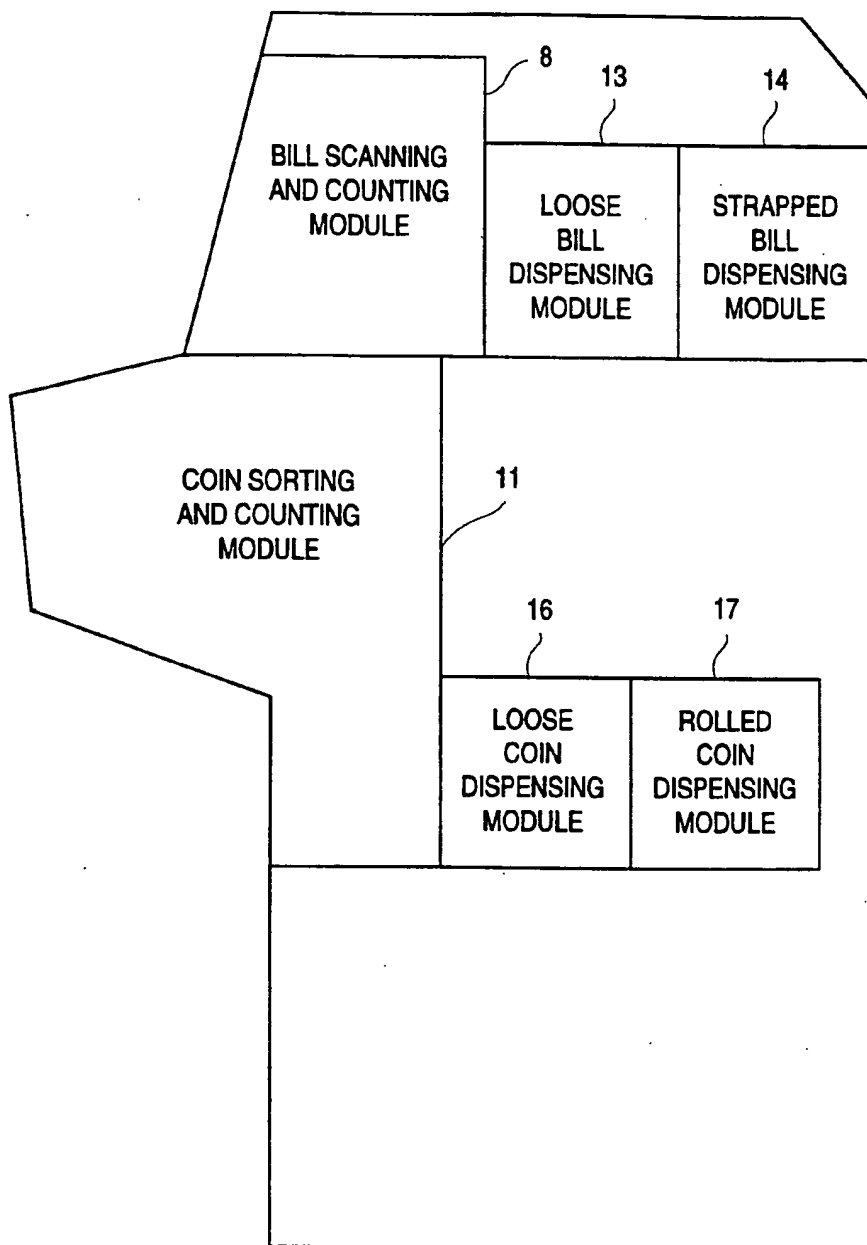 8
13
14
BILL SCANNING
AND COUNTING
MODULE
LOOSE
BILL
DISPENSING
MODULE
STRAPPED
BILL
DISPENSING
MODULE
COIN SORTING
AND COUNTING
MODULE
11
16
17
LOOSE
COIN
DISPENSING
MODULE
ROLLED
COIN
DISPENSING
MODULE